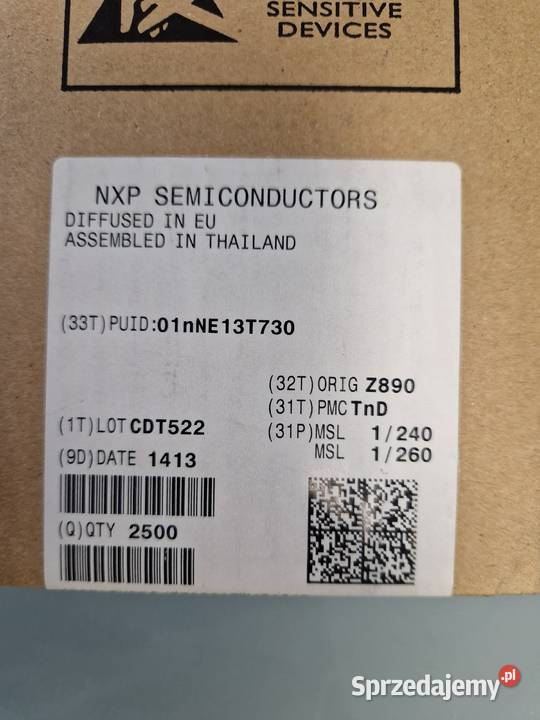 SENSITIVE
DEVICES
NXP SEMICONDUCTORS
DIFFUSED IN EU
ASSEMBLED IN THAILAND
(33T)PUID:01nNE13T730
(32T)ORIG Z890
(31T)PMC TnD
(1T)LOT CDT522
(31P)MSL 1/240
(9D)DATE 1413
MSL 1/260
(Q)QTY 2500
Sprzedajemy.pl